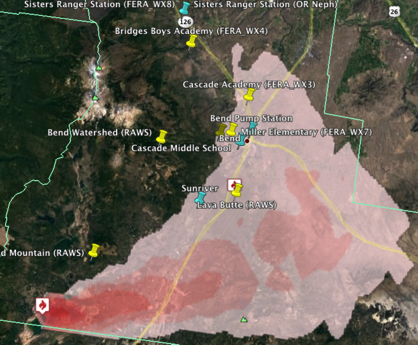 Sisters Ranger Station (FERA_WX8)
Sisters Ranger Station (OR Neph)
126
26
Bridges Boys Academy (FERA_WX4)
Cascade Academy (FERA_WX3)
Bend Pump Station
Bend Watershed (RAWS)
Bend
Miller Elementary (FERA_WX7)
Cascade Middle School
Sunriver
Lava Butte (RAWS)
d Mountain (RAWS)